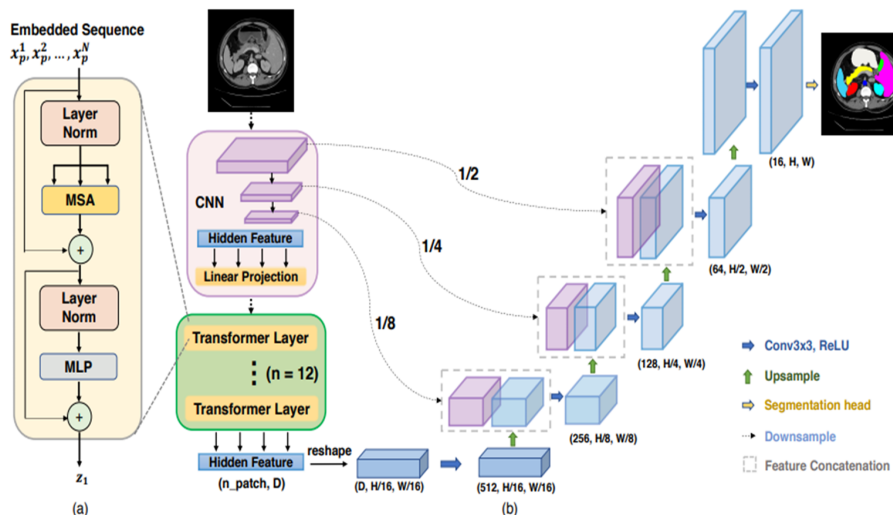 Embedded Sequence
x_p^1, x_p^2, ..., x_p^N
Layer
Norm
MSA
+
Layer
Norm
MLP
+
z_1
(a)
CNN
Hidden Feature
Linear Projection
Transformer Layer
(n = 12)
Transformer Layer
Hidden Feature
(n_patch, D)
reshape
(D, H/16, W/16)
(512, H/16, W/16)
(b)
1/2
1/4
1/8
(256, H/8, W/8)
(128, H/4, W/4)
(64, H/2, W/2)
(16, H, W)
Conv3x3, ReLU
Upsample
Segmentation head
Downsample
Feature Concatenation